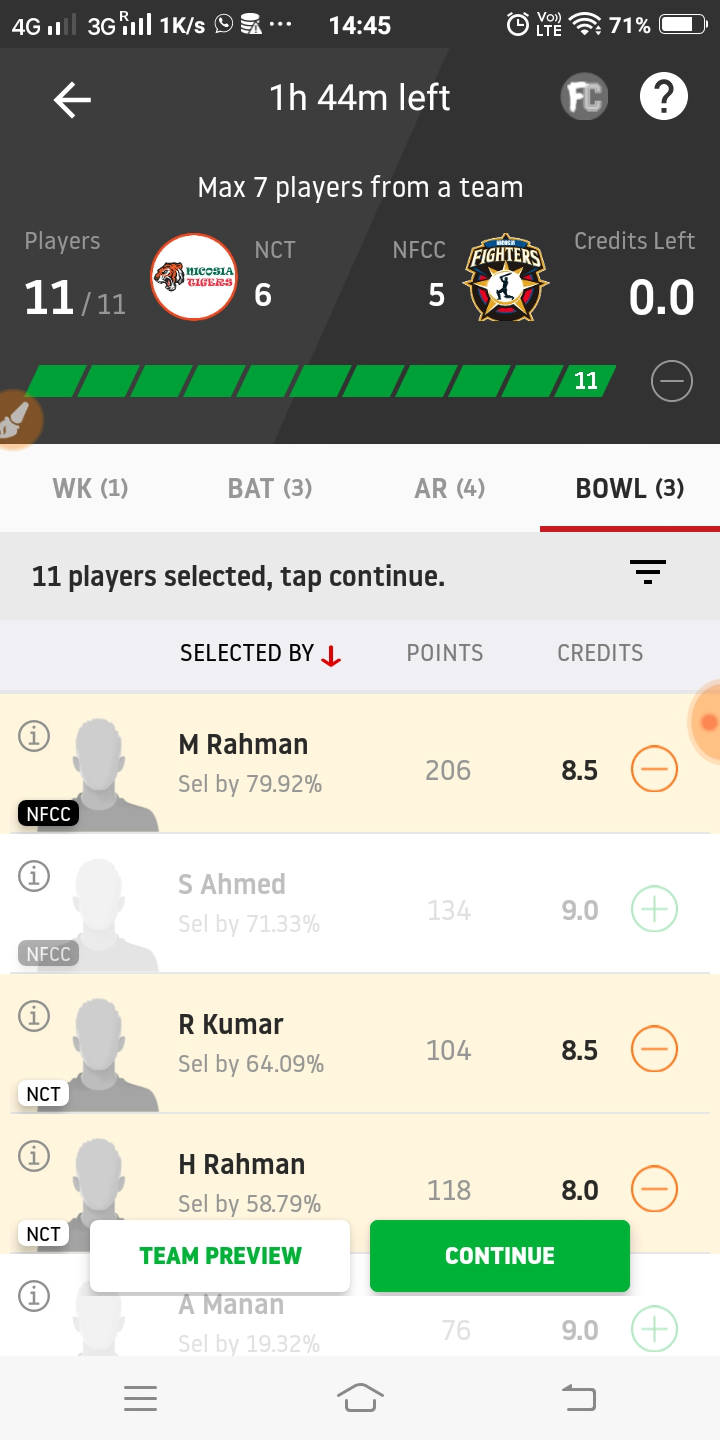 4G 3G R 1K/s ... 14:45 Vo)) LTE 71%
1h 44m left FC ?
Max 7 players from a team
Players NCT NFCC Credits Left
NICOSIA TIGERS
NICOSIA FIGHTERS
11 / 11 6 5 0.0
11
WK (1) BAT (3) AR (4) BOWL (3)
11 players selected, tap continue.
SELECTED BY POINTS CREDITS
M Rahman
Sel by 79.92% 206 8.5
NFCC
S Ahmed
Sel by 71.33% 134 9.0
NFCC
R Kumar
Sel by 64.09% 104 8.5
NCT
H Rahman
Sel by 58.79% 118 8.0
NCT
TEAM PREVIEW CONTINUE
A Manan
Sel by 19.32% 76 9.0